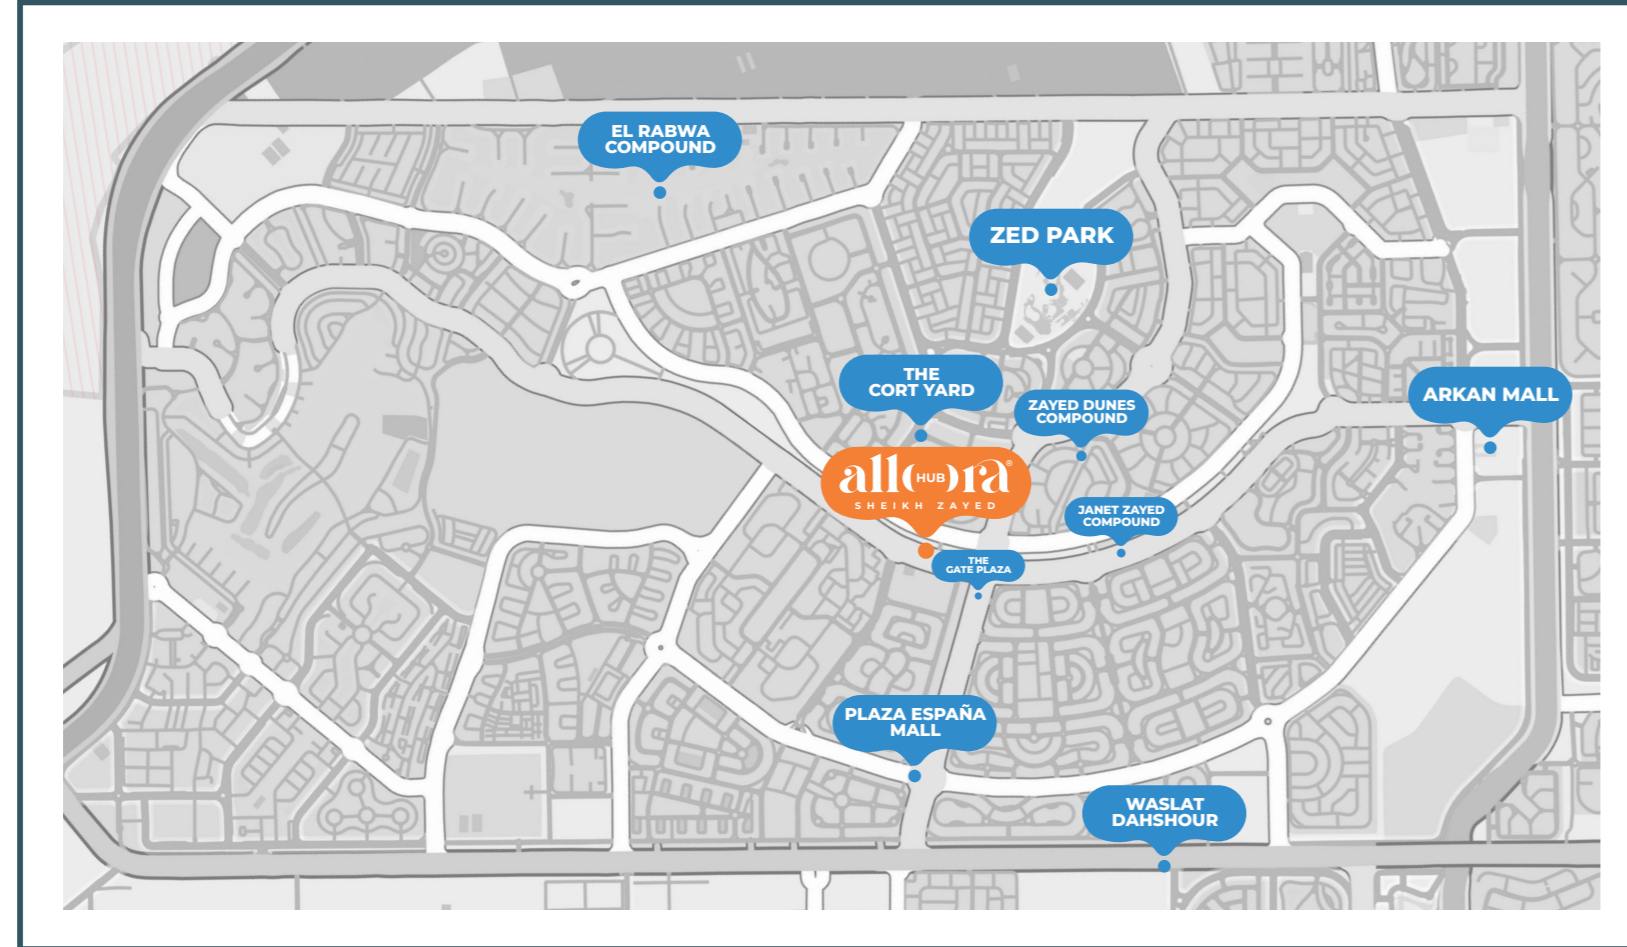 EL RABWA
COMPOUND
ZED PARK
THE
CORT YARD
ZAYED DUNES
COMPOUND
ARKAN MALL
allora®
HUB
SHEIKH ZAYED
JANET ZAYED
COMPOUND
THE
GATE PLAZA
PLAZA ESPAÑA
MALL
WASLAT
DAHSHOUR